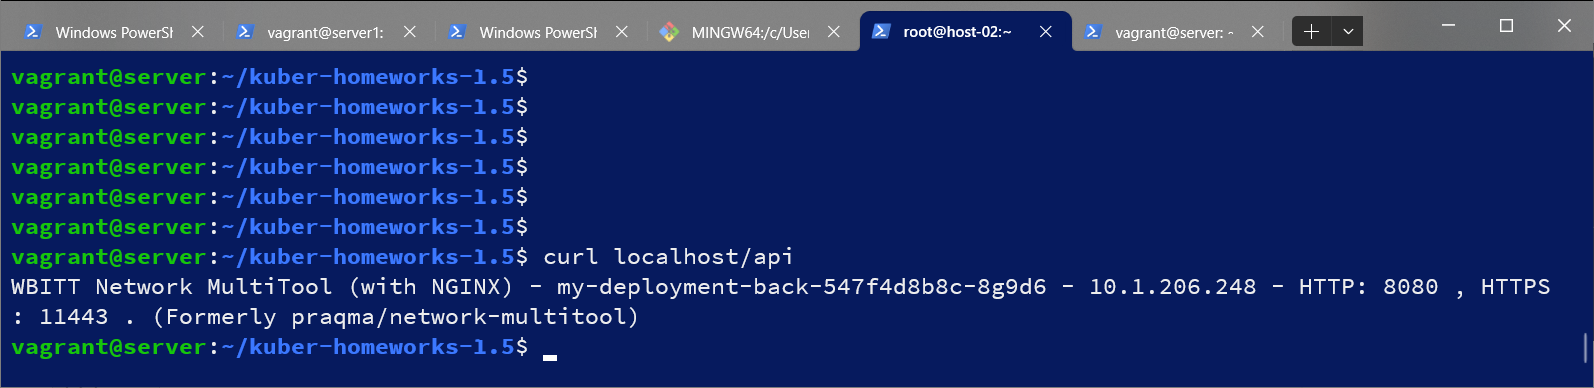 Windows PowerSh
vagrant@server1:
Windows PowerSh
MINGW64:/c/User
root@host-02:~
vagrant@server: ~
vagrant@server:~/kuber-homeworks-1.5$
vagrant@server:~/kuber-homeworks-1.5$
vagrant@server:~/kuber-homeworks-1.5$
vagrant@server:~/kuber-homeworks-1.5$
vagrant@server:~/kuber-homeworks-1.5$
vagrant@server:~/kuber-homeworks-1.5$
vagrant@server:~/kuber-homeworks-1.5$ curl localhost/api
WBITT Network MultiTool (with NGINX) - my-deployment-back-547f4d8b8c-8g9d6 - 10.1.206.248 - HTTP: 8080 , HTTPS
: 11443 . (Formerly praqma/network-multitool)
vagrant@server:~/kuber-homeworks-1.5$